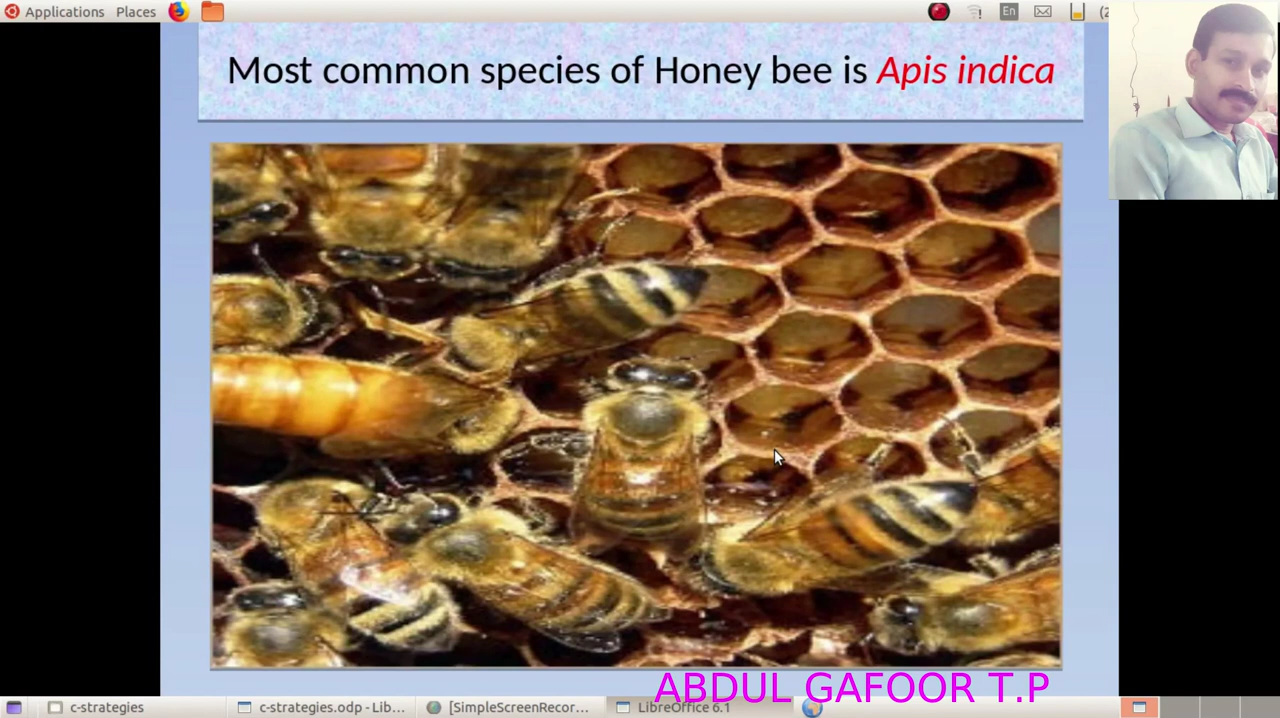 Applications Places En (2
Most common species of Honey bee is Apis indica
ABDUL GAFOOR T.P
c-strategies c-strategies.odp - Lib... [SimpleScreenRecor... LibreOffice 6.1